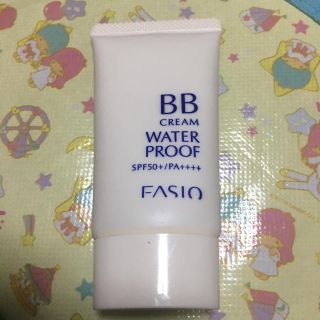 BB
CREAM
WATER
PROOF
SPF50+/PA++++
FASIO